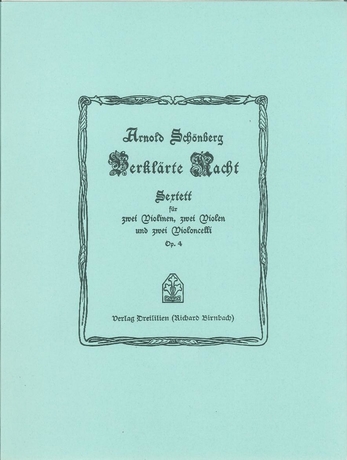 Arnold Schönberg
Verklärte Nacht
Sextett
für
zwei Violinen, zwei Violen
und zwei Violoncelli
Op. 4
Verlag Dreililien (Richard Birnbach)